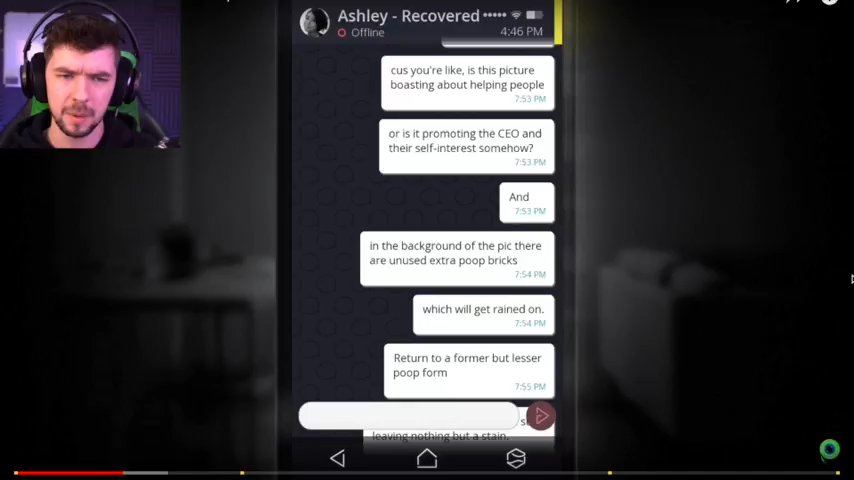 Ashley - Recovered
Offline
4:46 PM
cus you're like, is this picture
boasting about helping people
7:53 PM
or is it promoting the CEO and
their self-interest somehow?
7:53 PM
And
7:53 PM
in the background of the pic there
are unused extra poop bricks
7:54 PM
which will get rained on.
7:54 PM
Return to a former but lesser
poop form
7:55 PM
leaving nothing but a stain.